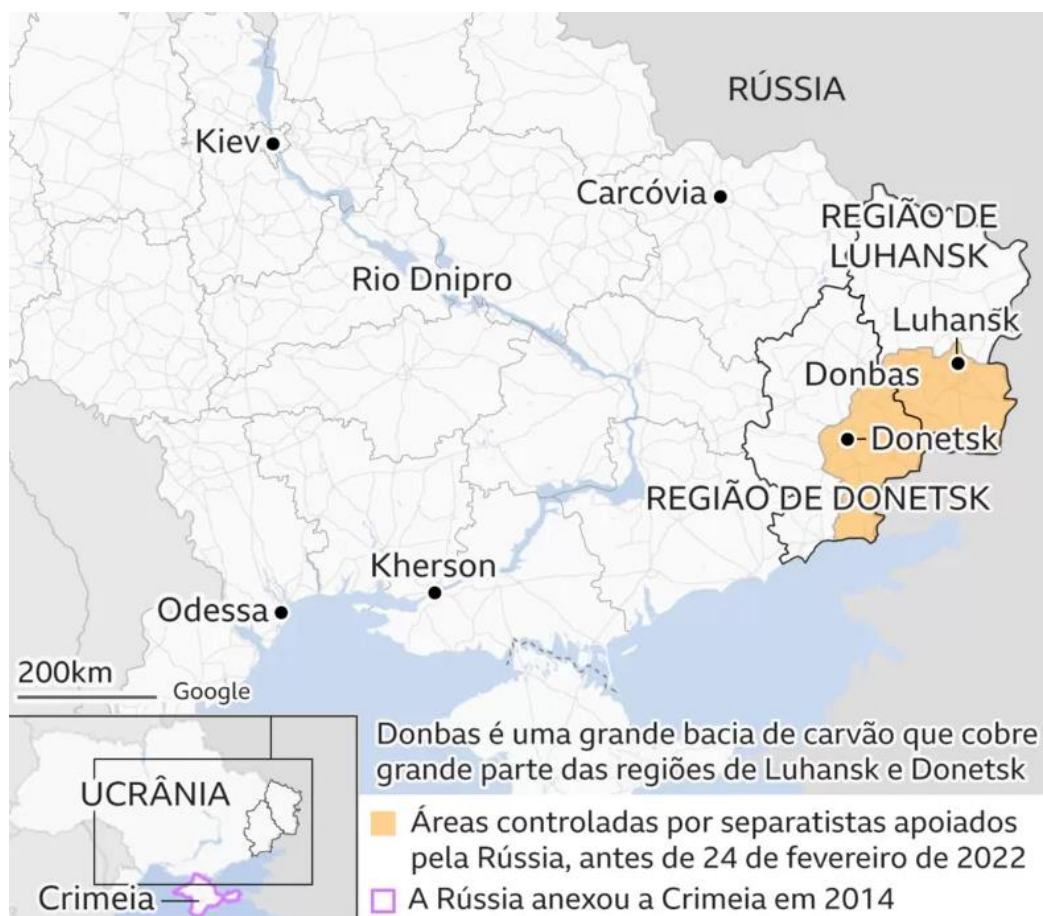 RÚSSIA
Kiev
Carcóvia
REGIÃO DE
LUHANSK
Rio Dnipro
Luhansk
Donbas
Donetsk
REGIÃO DE DONETSK
Kherson
Odessa
200km
Google
Donbas é uma grande bacia de carvão que cobre
grande parte das regiões de Luhansk e Donetsk
UCRÂNIA
Crimeia
Áreas controladas por separatistas apoiados
pela Rússia, antes de 24 de fevereiro de 2022
A Rússia anexou a Crimeia em 2014